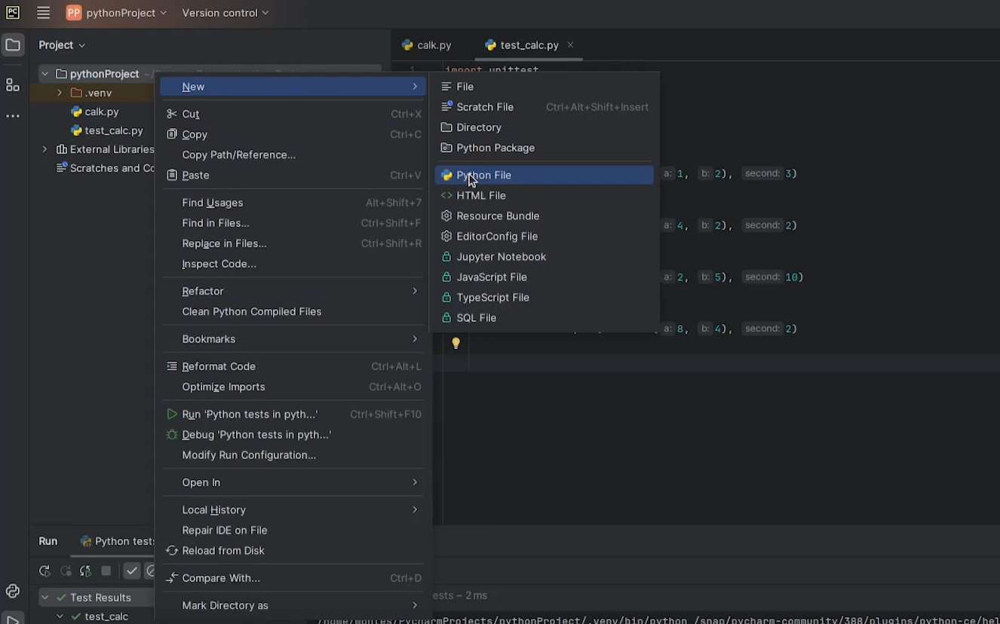 PC
PP pythonProject Version control
Project
calk.py
test_calc.py
pythonProject
.venv
calk.py
test_calc.py
External Libraries
Scratches and Co
New
Cut Ctrl+X
Copy Ctrl+C
Copy Path/Reference...
Paste Ctrl+V
Find Usages Alt+Shift+7
Find in Files... Ctrl+Shift+F
Replace in Files... Ctrl+Shift+R
Inspect Code...
Refactor
Clean Python Compiled Files
Bookmarks
Reformat Code Ctrl+Alt+L
Optimize Imports Ctrl+Alt+O
Run 'Python tests in pyth...' Ctrl+Shift+F10
Debug 'Python tests in pyth...'
Modify Run Configuration...
Open In
Local History
Repair IDE on File
Reload from Disk
Compare With... Ctrl+D
Mark Directory as
File
Scratch File Ctrl+Alt+Shift+Insert
Directory
Python Package
Python File
HTML File
Resource Bundle
EditorConfig File
Jupyter Notebook
JavaScript File
TypeScript File
SQL File
1 import unittest
a: 1, b: 2), second: 3)
a: 4, b: 2), second: 2)
a: 2, b: 5), second: 10)
a: 8, b: 4), second: 2)
Run Python tests
Test Results
test_calc
ests – 2 ms
/home/montes/PycharmProjects/pythonProject/.venv/bin/python /snap/pycharm-community/388/plugins/python-ce/hel